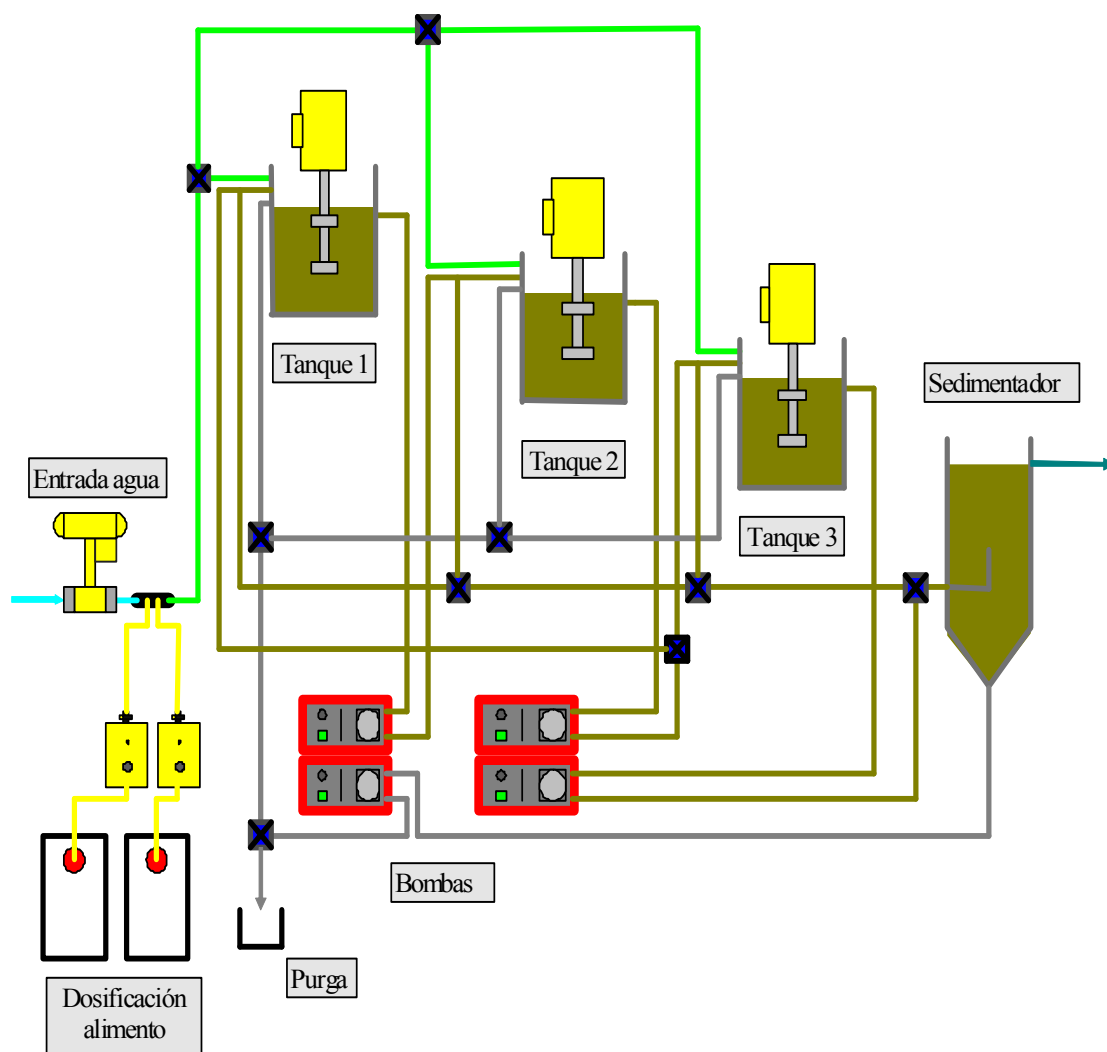 Tanque 1
Sedimentador
Tanque 2
Entrada agua
Tanque 3
Bombas
Purga
Dosificación
alimento